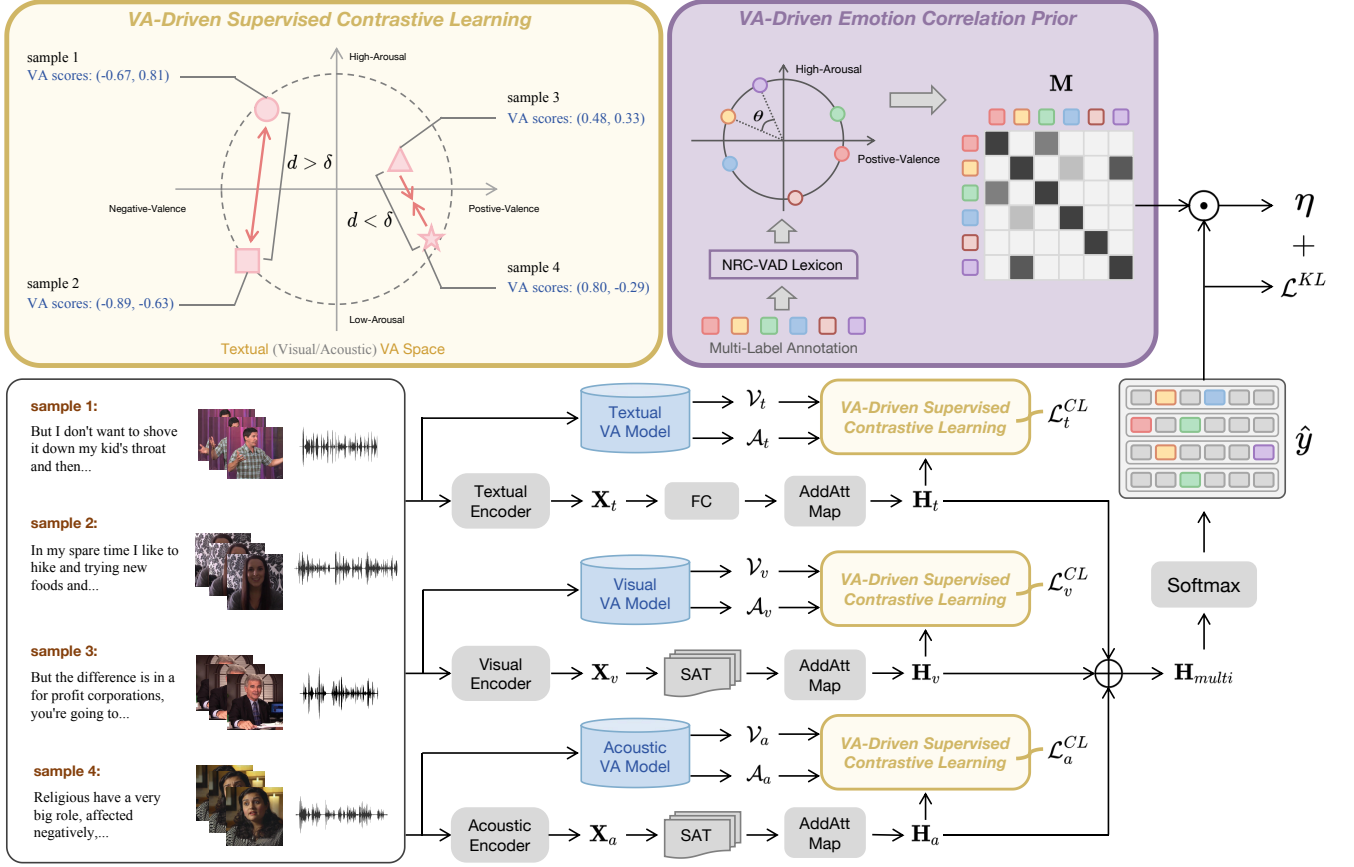 VA-Driven Supervised Contrastive Learning
sample 1
VA scores: (-0.67, 0.81)
High-Arousal
sample 3
VA scores: (0.48, 0.33)
d > δ
d < δ
Negative-Valence
Postive-Valence
sample 2
VA scores: (-0.89, -0.63)
sample 4
VA scores: (0.80, -0.29)
Low-Arousal
Textual (Visual/Acoustic) VA Space
VA-Driven Emotion Correlation Prior
High-Arousal
θ
Postive-Valence
NRC-VAD Lexicon
Multi-Label Annotation
M
η
+
ℒ^{KL}
sample 1:
But I don't want to shove
it down my kid's throat
and then...
sample 2:
In my spare time I like to
hike and trying new
foods and...
sample 3:
But the difference is in a
for profit corporations,
you're going to...
sample 4:
Religious have a very
big role, affected
negatively,...
Textual
VA Model
𝒱_t
𝒜_t
VA-Driven Supervised
Contrastive Learning
ℒ_t^{CL}
Textual
Encoder
X_t
FC
AddAtt
Map
H_t
Visual
VA Model
𝒱_v
𝒜_v
VA-Driven Supervised
Contrastive Learning
ℒ_v^{CL}
Visual
Encoder
X_v
SAT
AddAtt
Map
H_v
Acoustic
VA Model
𝒱_a
𝒜_a
VA-Driven Supervised
Contrastive Learning
ℒ_a^{CL}
Acoustic
Encoder
X_a
SAT
AddAtt
Map
H_a
H_{multi}
Softmax
ŷ